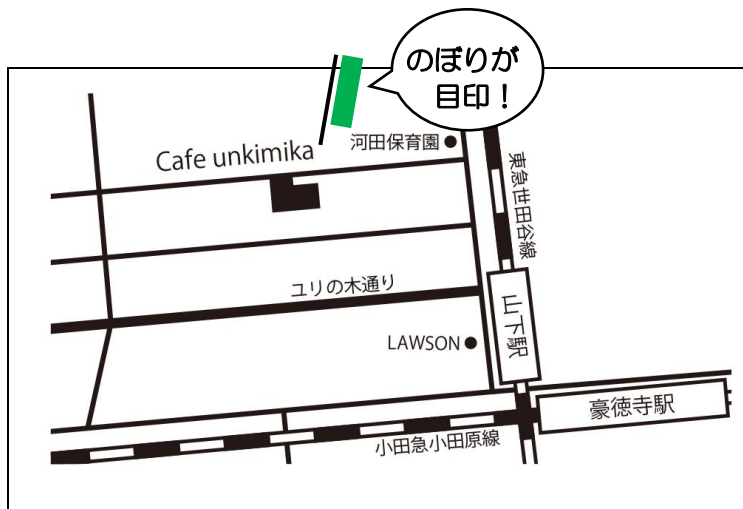 のぼりが
目印！
河田保育園
Cafe unkimika
東急世田谷線
ユリの木通り
山下駅
LAWSON
豪徳寺駅
小田急小田原線